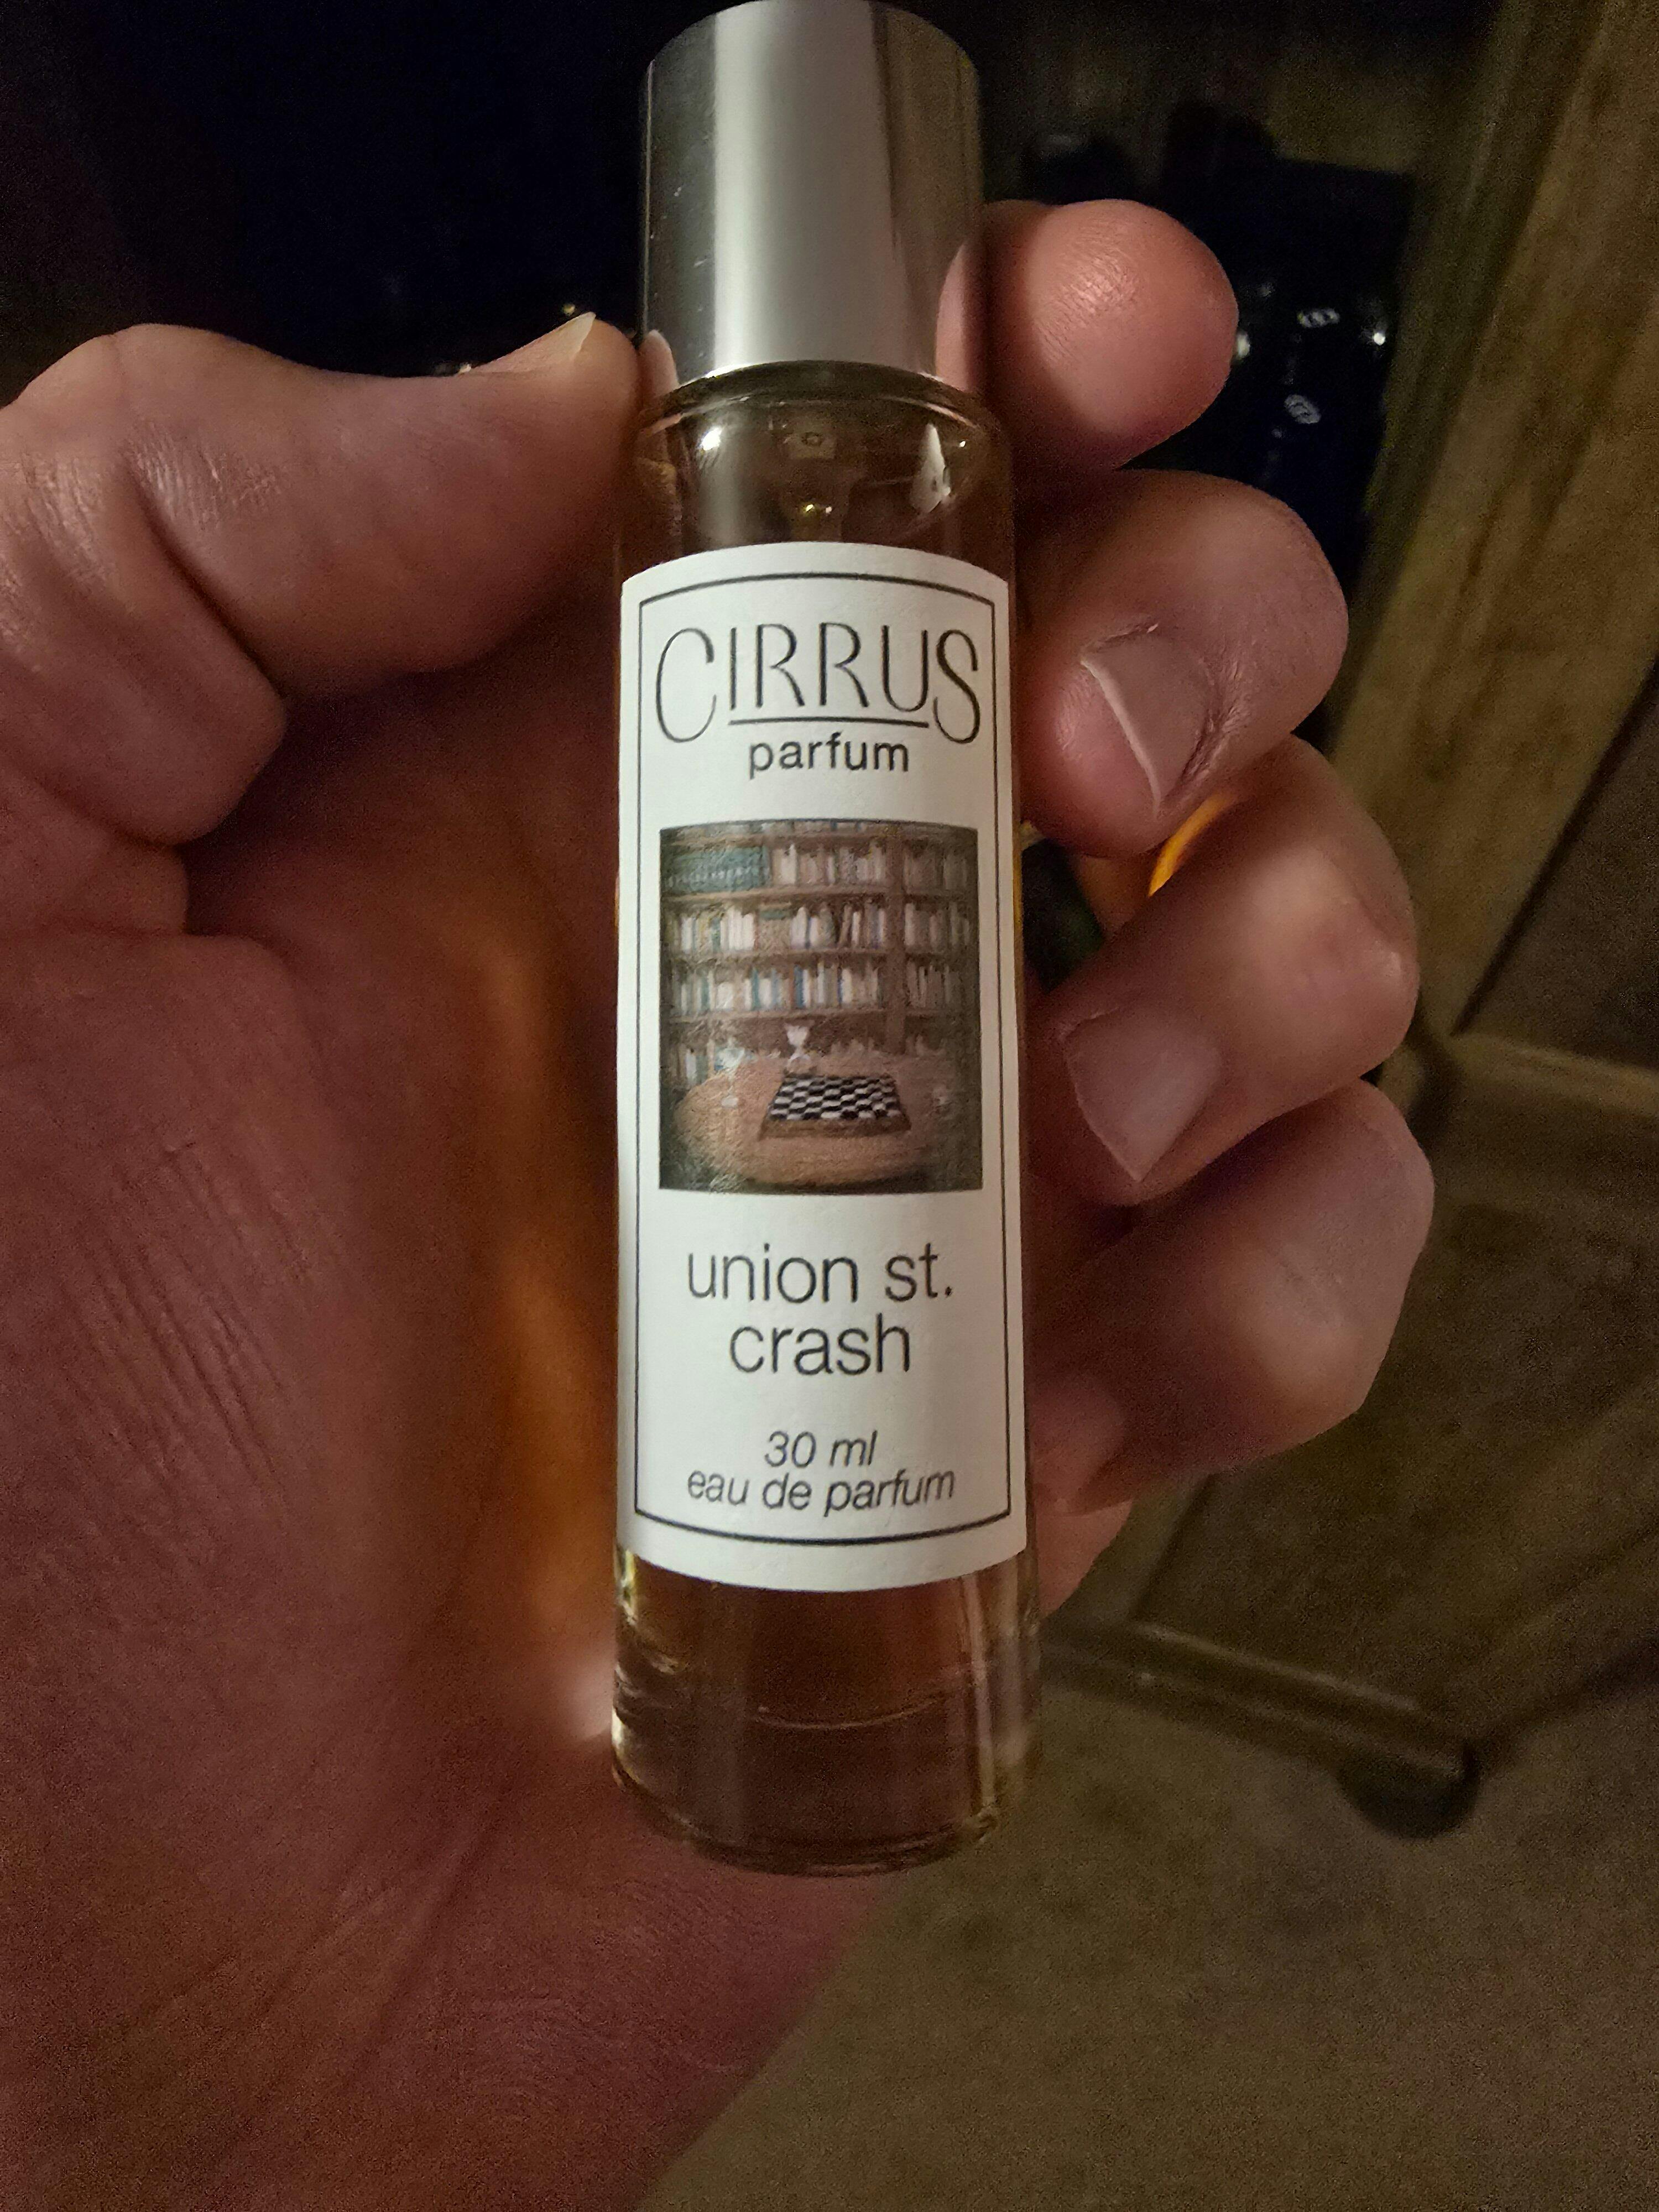 CIRRUS
parfum
union st.
crash
30 ml
eau de parfum